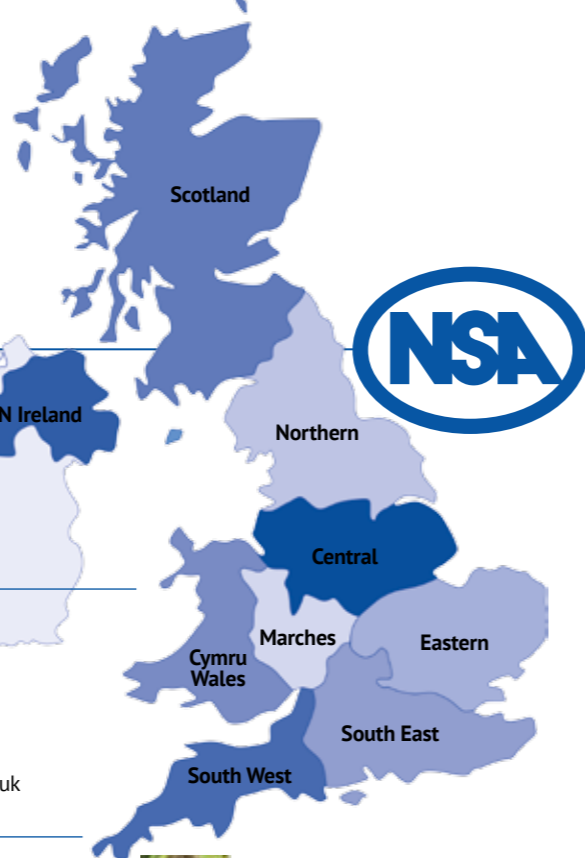 Scotland
NSA
N Ireland
Northern
Central
Marches
Eastern
Cymru
Wales
South East
South West
uk